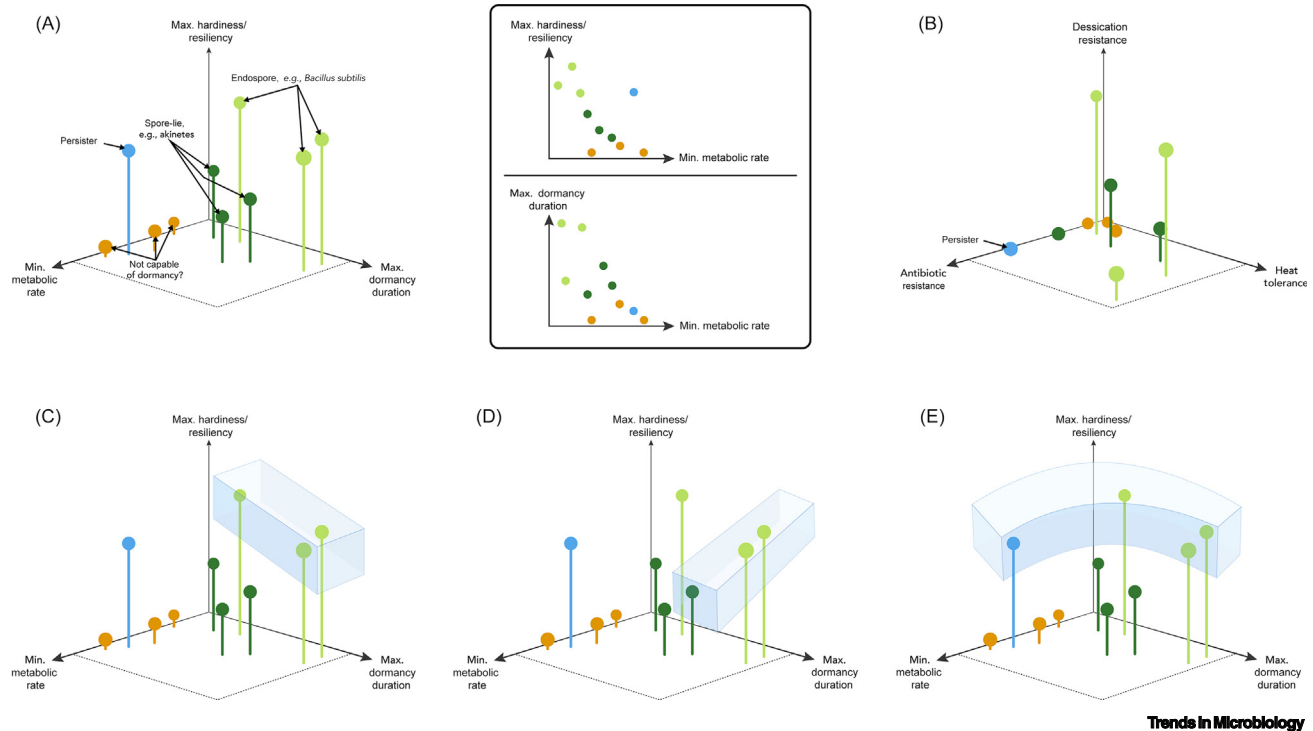 (A)
Max. hardiness/
resiliency
Endospore, e.g., Bacillus subtilis
Spore-lie,
e.g., akinetes
Persister
Not capable
of dormancy?
Min.
metabolic
rate
Max.
dormancy
duration
Max. hardiness/
resiliency
Min. metabolic rate
Max. dormancy
duration
Min. metabolic rate
(B)
Dessication
resistance
Persister
Antibiotic
resistance
Heat
tolerance
(C)
Max. hardiness/
resiliency
Min.
metabolic
rate
Max.
dormancy
duration
(D)
Max. hardiness/
resiliency
Min.
metabolic
rate
Max.
dormancy
duration
(E)
Max. hardiness/
resiliency
Min.
metabolic
rate
Max.
dormancy
duration
Trends in Microbiology